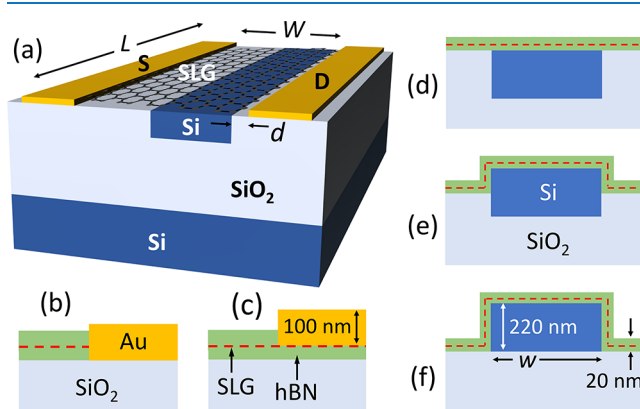 (a)
L
W
S
SLG
D
Si
d
SiO2
Si
(b)
Au
SiO2
(c)
100 nm
SLG
hBN
(d)
(e)
Si
SiO2
(f)
220 nm
w
20 nm